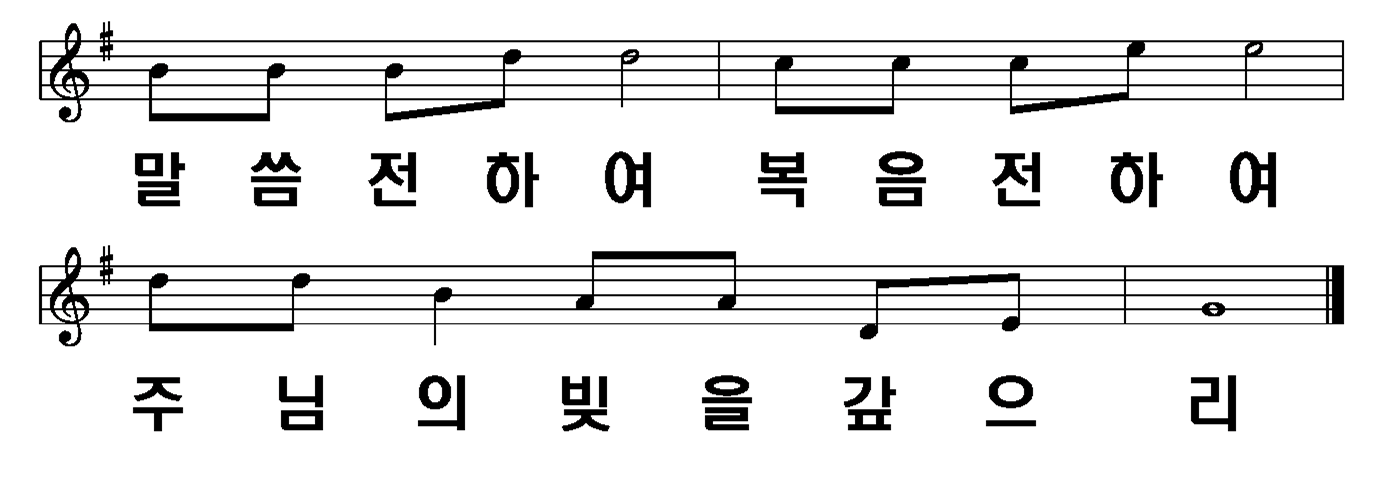 말 씀 전 하 여 복 음 전 하 여
주 님 의 빚 을 갚 으 리